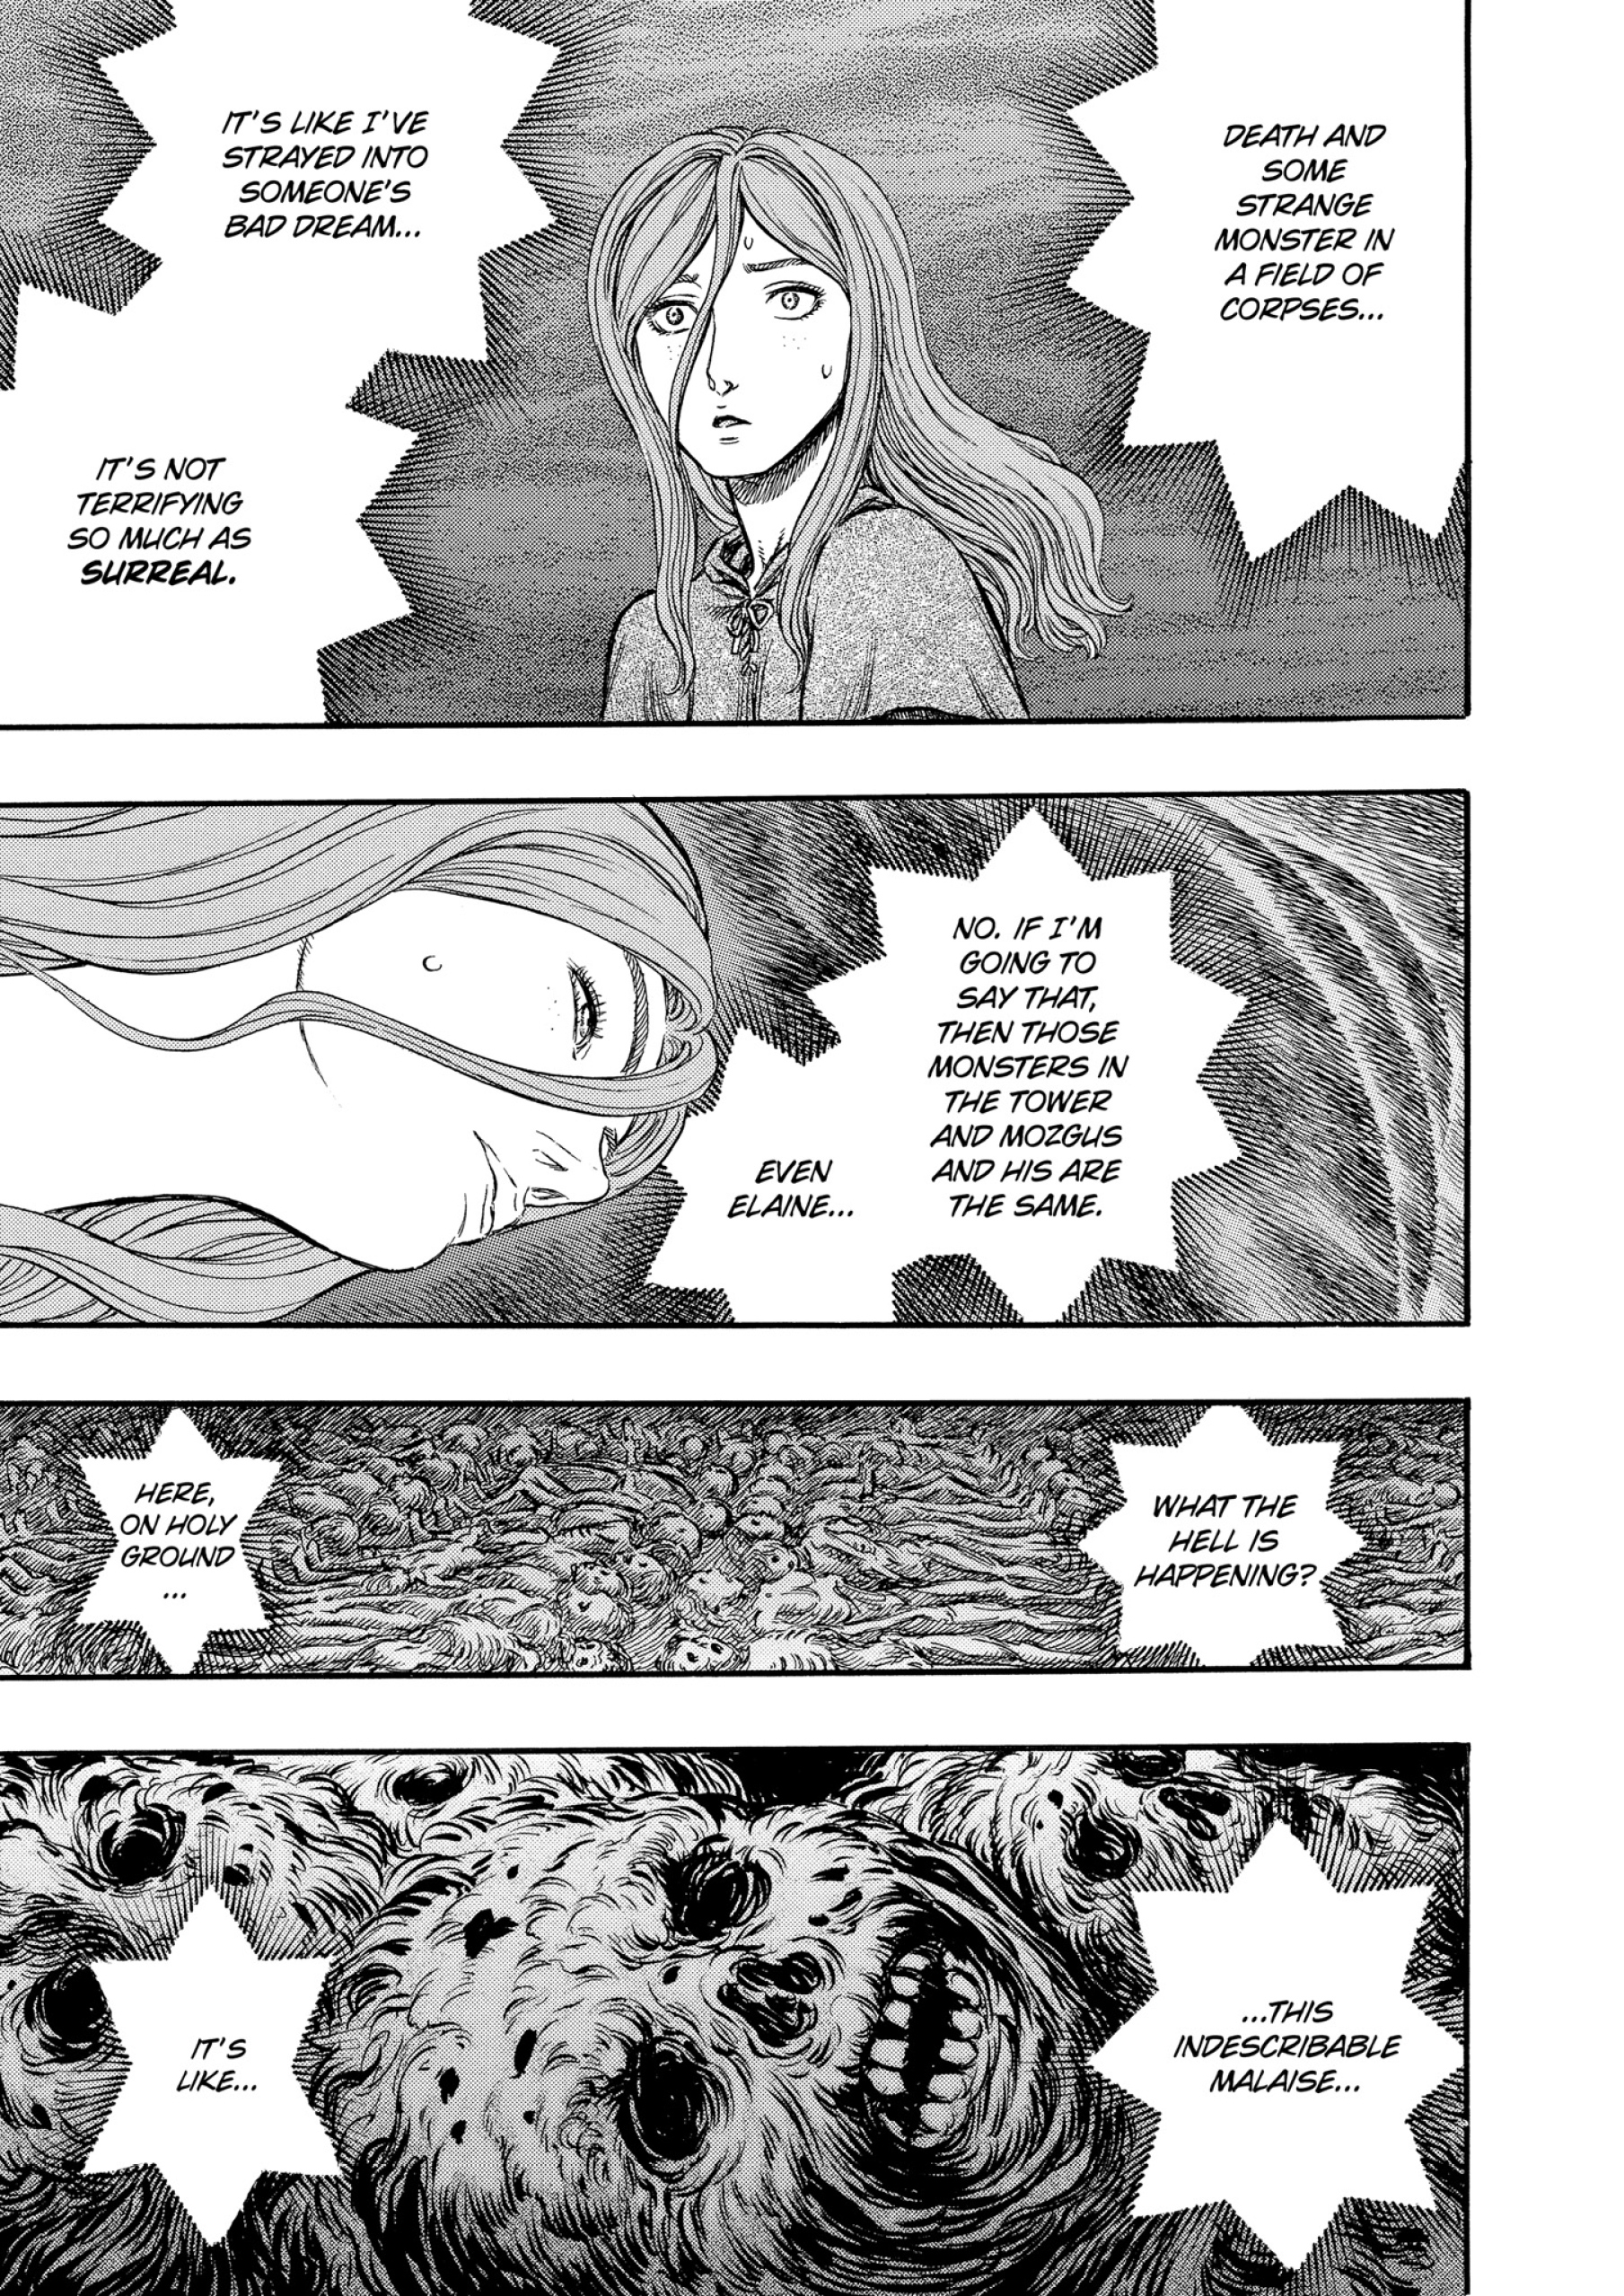 DEATH AND
SOME
STRANGE
MONSTER IN
A FIELD OF
CORPSES...
IT'S LIKE I'VE
STRAYED INTO
SOMEONE'S
BAD DREAM...
IT'S NOT
TERRIFYING
SO MUCH AS
SURREAL.
NO. IF I'M
GOING TO
SAY THAT,
THEN THOSE
MONSTERS IN
THE TOWER
AND MOZGUS
AND HIS ARE
THE SAME.
EVEN
ELAINE...
WHAT THE
HELL IS
HAPPENING?
HERE,
ON HOLY
GROUND
...
...THIS
INDESCRIBABLE
MALAISE...
IT'S
LIKE...